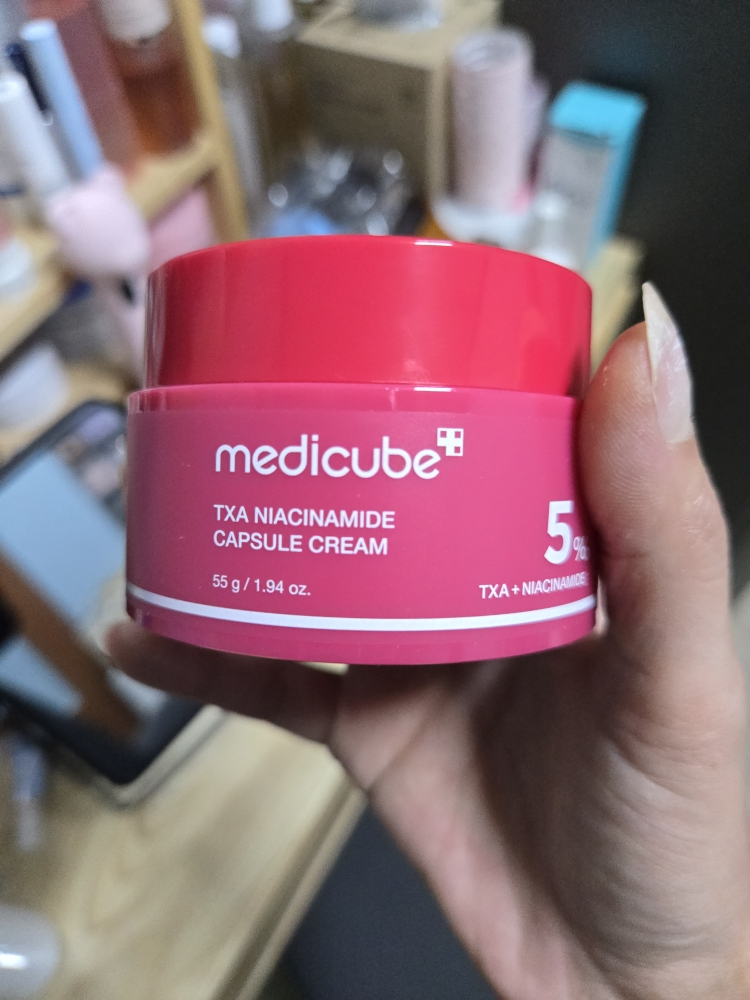 medicube
TXA NIACINAMIDE
CAPSULE CREAM
55 g / 1.94 oz.
5%
TXA + NIACINAMIDE